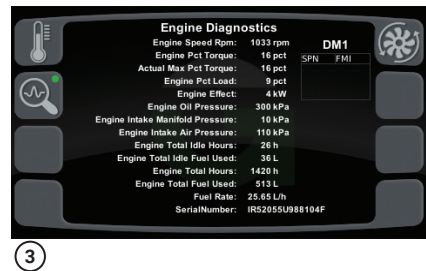 Engine Diagnostics
Engine Speed Rpm: 1033 rpm
Engine Pct Torque: 16 pct
Actual Max Pct Torque: 16 pct
Engine Pct Load: 9 pct
Engine Effect: 4 kW
Engine Oil Pressure: 300 kPa
Engine Intake Manifold Pressure: 10 kPa
Engine Intake Air Pressure: 110 kPa
Engine Total Idle Hours: 26 h
Engine Total Idle Fuel Used: 36 L
Engine Total Hours: 1420 h
Engine Total Fuel Used: 513 L
Fuel Rate: 25.65 L/h
SerialNumber: IR52055U988104F
DM1
SPN FMI
3